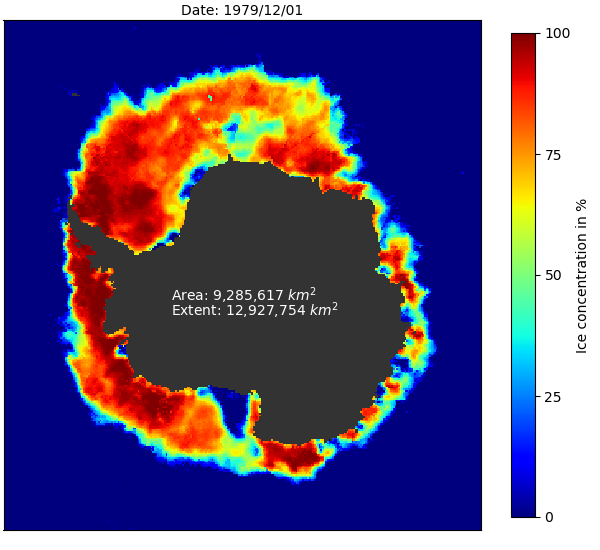 Date: 1979/12/01
Area: 9,285,617 km²
Extent: 12,927,754 km²
100
75
50
25
0
Ice concentration in %